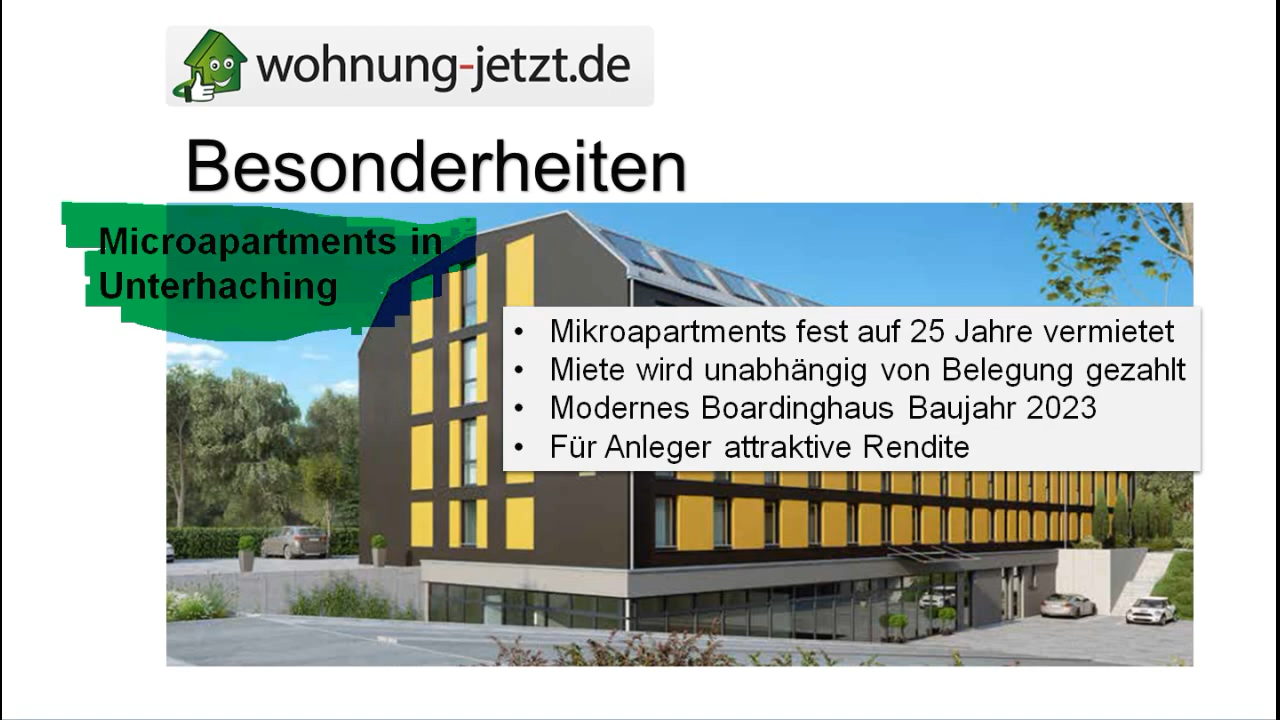 wohnung-jetzt.de
Besonderheiten
Microapartments in
Unterhaching
• Mikroapartments fest auf 25 Jahre vermietet
• Miete wird unabhängig von Belegung gezahlt
• Modernes Boardinghaus Baujahr 2023
• Für Anleger attraktive Rendite